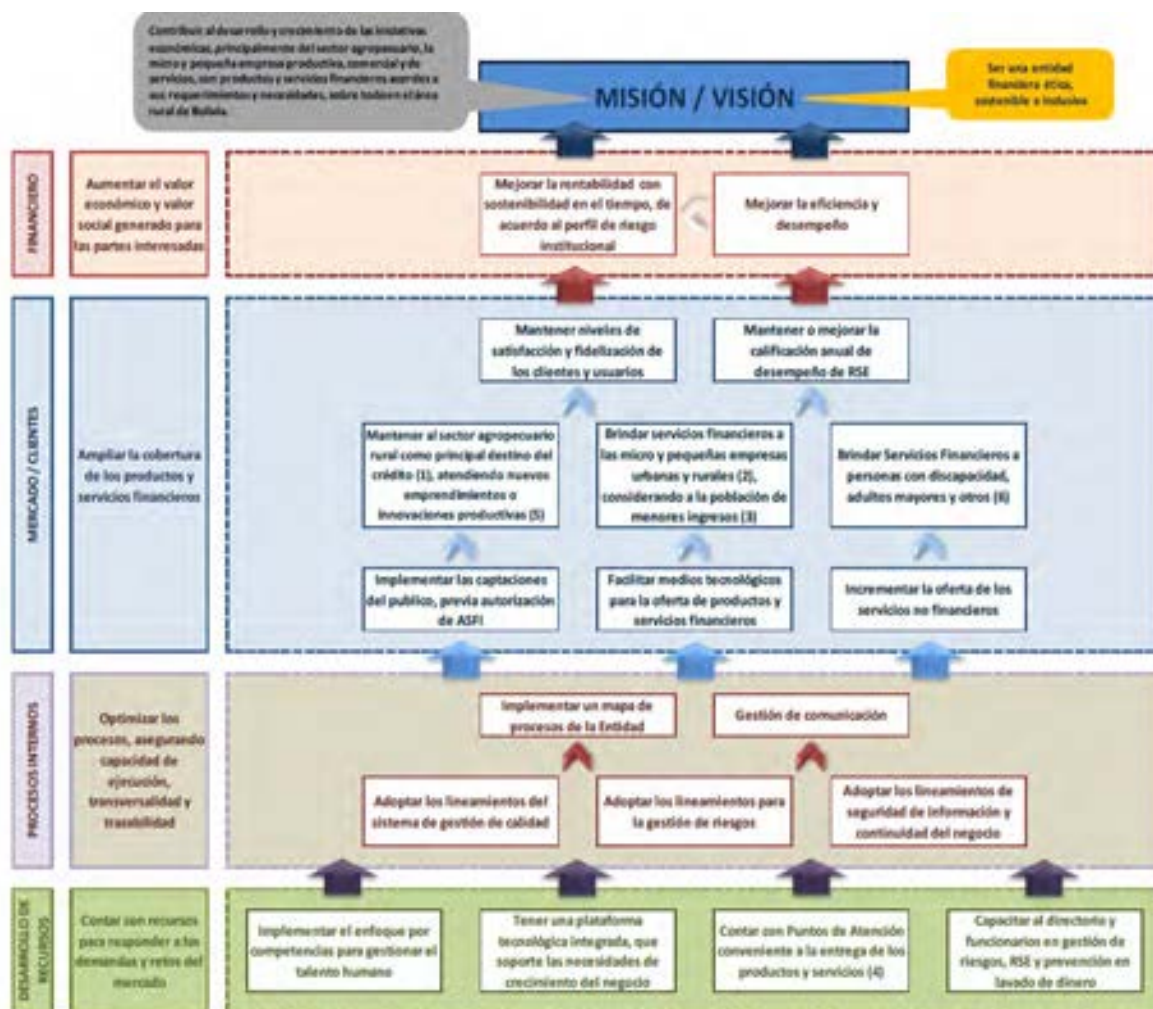 Contribuir al desarrollo y crecimiento de las iniciativas
económicas, principalmente del sector agropecuario, la
micro y pequeña empresa productiva, comercial y de
servicios, con productos y servicios financieros acordes a
sus requerimientos y necesidades, sobre todo en el área
rural de Bolivia.
MISIÓN / VISIÓN
Ser una entidad
financiera ética,
sostenible e inclusiva
FINANCIERO
Aumentar el valor
económico y valor
social generado para
las partes interesadas
Mejorar la rentabilidad con
sostenibilidad en el tiempo, de
acuerdo al perfil de riesgo
institucional
Mejorar la eficiencia y
desempeño
MERCADO / CLIENTES
Ampliar la cobertura
de los productos y
servicios financieros
Mantener niveles de
satisfacción y fidelización de
los clientes y usuarios
Mantener o mejorar la
calificación anual de
desempeño de RSE
Mantener al sector agropecuario
rural como principal destino del
crédito (1), atendiendo nuevos
emprendimientos o
innovaciones productivas (5)
Brindar servicios financieros a
las micro y pequeñas empresas
urbanas y rurales (2),
considerando a la población de
menores ingresos (3)
Brindar Servicios Financieros a
personas con discapacidad,
adultos mayores y otros (6)
Implementar las captaciones
del publico, previa autorización
de ASFI
Facilitar medios tecnológicos
para la oferta de productos y
servicios financieros
Incrementar la oferta de los
servicios no financieros
PROCESOS INTERNOS
Optimizar los
procesos, asegurando
capacidad de
ejecución,
transversalidad y
trazabilidad
Implementar un mapa de
procesos de la Entidad
Gestión de comunicación
Adoptar los lineamientos del
sistema de gestión de calidad
Adoptar los lineamientos para
la gestión de riesgos
Adoptar los lineamientos de
seguridad de información y
continuidad del negocio
DESARROLLO DE
RECURSOS
Contar con recursos
para responder a las
demandas y retos del
mercado
Implementar el enfoque por
competencias para gestionar el
talento humano
Tener una plataforma
tecnológica integrada, que
soporte las necesidades de
crecimiento del negocio
Contar con Puntos de Atención
conveniente a la entrega de los
productos y servicios (4)
Capacitar al directorio y
funcionarios en gestión de
riesgos, RSE y prevención en
lavado de dinero